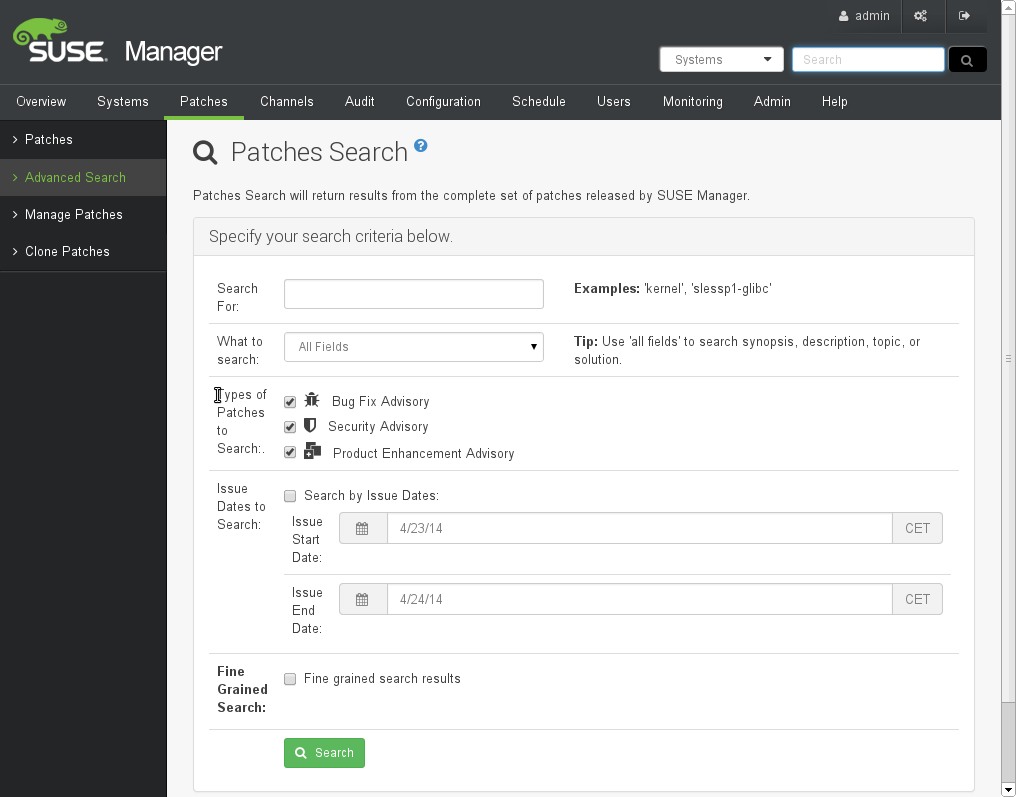 admin
SUSE Manager
Systems
Search
Overview Systems Patches Channels Audit Configuration Schedule Users Monitoring Admin Help
Patches
Advanced Search
Manage Patches
Clone Patches
Patches Search
Patches Search will return results from the complete set of patches released by SUSE Manager.
Specify your search criteria below.
Search
For:
Examples: 'kernel', 'slessp1-glibc'
What to
search:
All Fields
Tip: Use 'all fields' to search synopsis, description, topic, or
solution.
Types of
Patches
to
Search:.
Bug Fix Advisory
Security Advisory
Product Enhancement Advisory
Issue
Dates to
Search:
Search by Issue Dates:
Issue
Start
Date:
4/23/14
CET
Issue
End
Date:
4/24/14
CET
Fine
Grained
Search:
Fine grained search results
Search